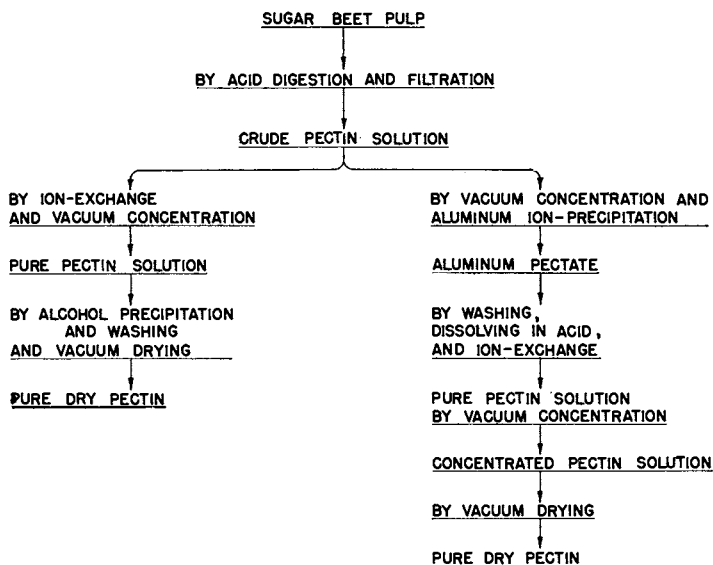 SUGAR BEET PULP
BY ACID DIGESTION AND FILTRATION
CRUDE PECTIN SOLUTION
BY ION-EXCHANGE
AND VACUUM CONCENTRATION
PURE PECTIN SOLUTION
BY ALCOHOL PRECIPITATION
AND WASHING
AND VACUUM DRYING
PURE DRY PECTIN
BY VACUUM CONCENTRATION AND
ALUMINUM ION-PRECIPITATION
ALUMINUM PECTATE
BY WASHING,
DISSOLVING IN ACID,
AND ION-EXCHANGE
PURE PECTIN SOLUTION
BY VACUUM CONCENTRATION
CONCENTRATED PECTIN SOLUTION
BY VACUUM DRYING
PURE DRY PECTIN